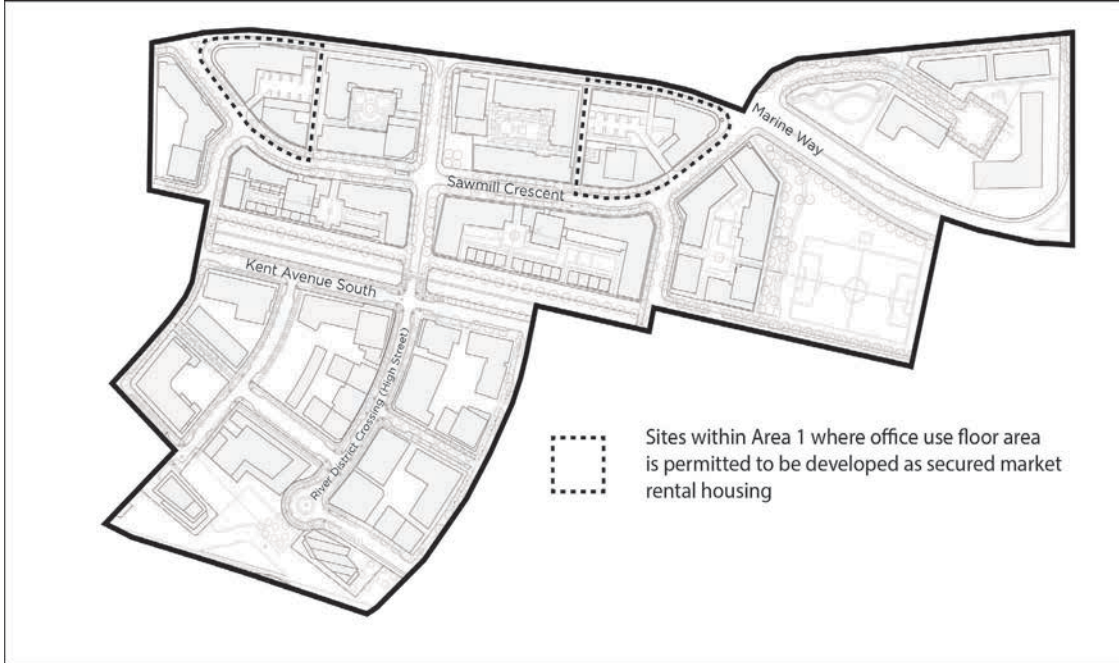 Marine Way
Sawmill Crescent
Kent Avenue South
River District Crossing (High Street)
Sites within Area 1 where office use floor area
is permitted to be developed as secured market
rental housing